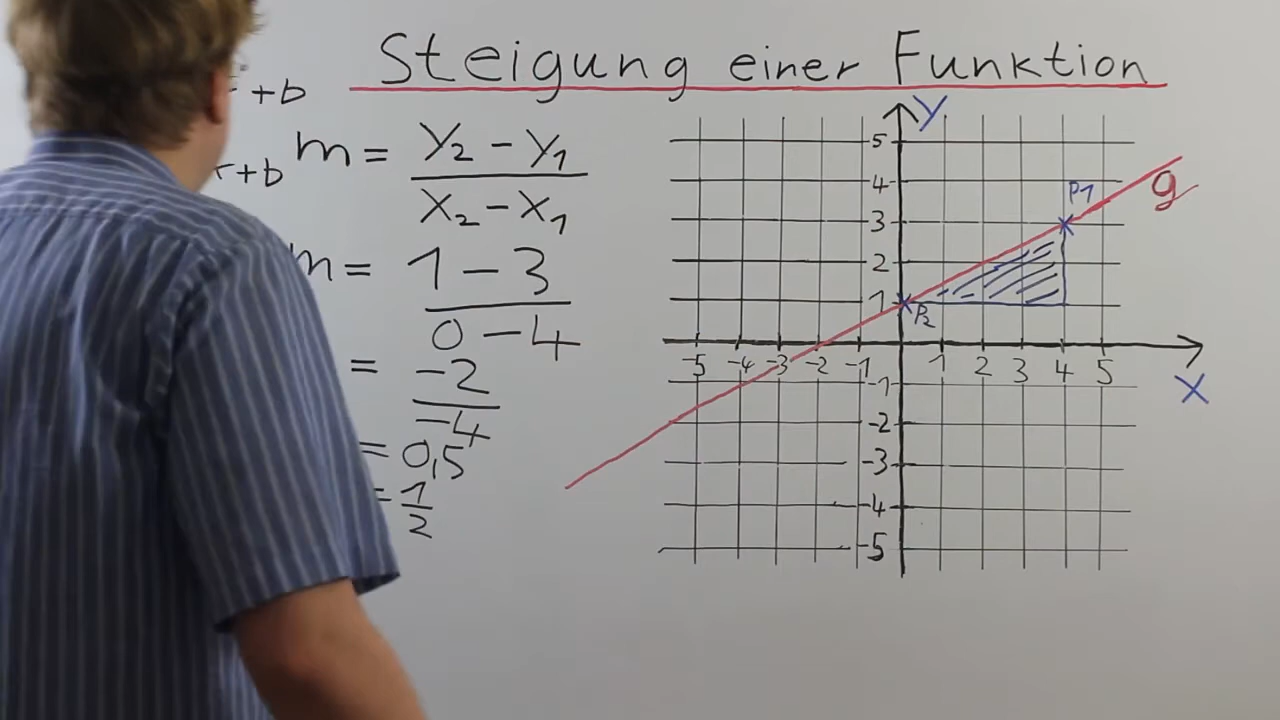 Steigung einer Funktion
+b
+b
m = y₂ - y₁ / x₂ - x₁
m = 1 - 3 / 0 - 4
= -2 / -4
= 0,5
= 1/2
y
5
4
3
2
1
-5 -4 -3 -2 -1 1 2 3 4 5
x
-1
-2
-3
-4
-5
P1
P2
g